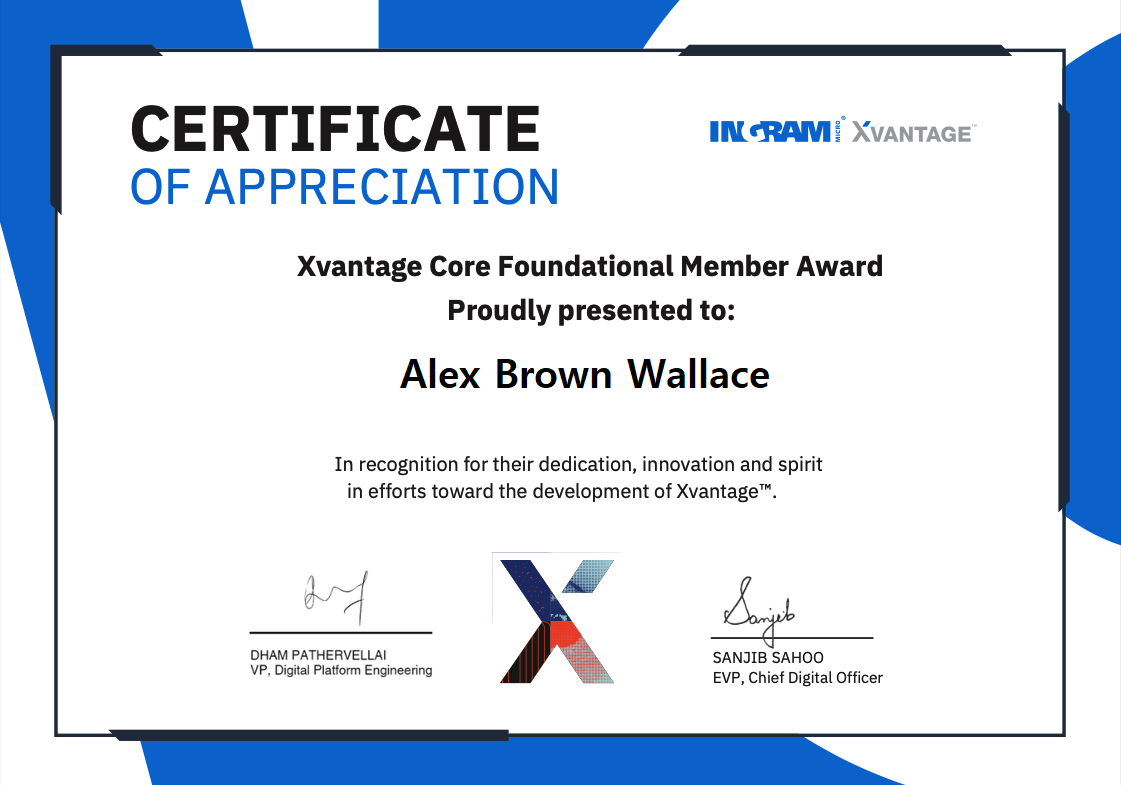 CERTIFICATE
OF APPRECIATION
INGRAM MICRO® XVANTAGE™
Xvantage Core Foundational Member Award
Proudly presented to:
Alex Brown Wallace
In recognition for their dedication, innovation and spirit
in efforts toward the development of Xvantage™.
Sanjib
DHAM PATHERVELLAI
VP, Digital Platform Engineering
SANJIB SAHOO
EVP, Chief Digital Officer